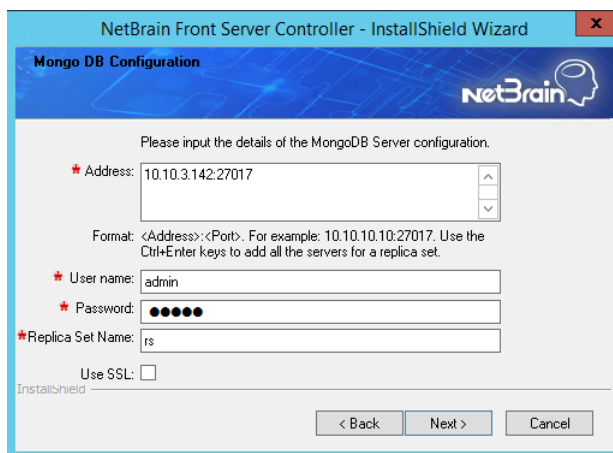 NetBrain Front Server Controller - InstallShield Wizard
x
Mongo DB Configuration
NetBrain
Please input the details of the MongoDB Server configuration.
* Address: 10.10.3.142:27017
Format: <Address>:<Port>. For example: 10.10.10.10:27017. Use the
Ctrl+Enter keys to add all the servers for a replica set.
* User name: admin
* Password: ●●●●●
*Replica Set Name: rs
Use SSL:
InstallShield
< Back Next > Cancel